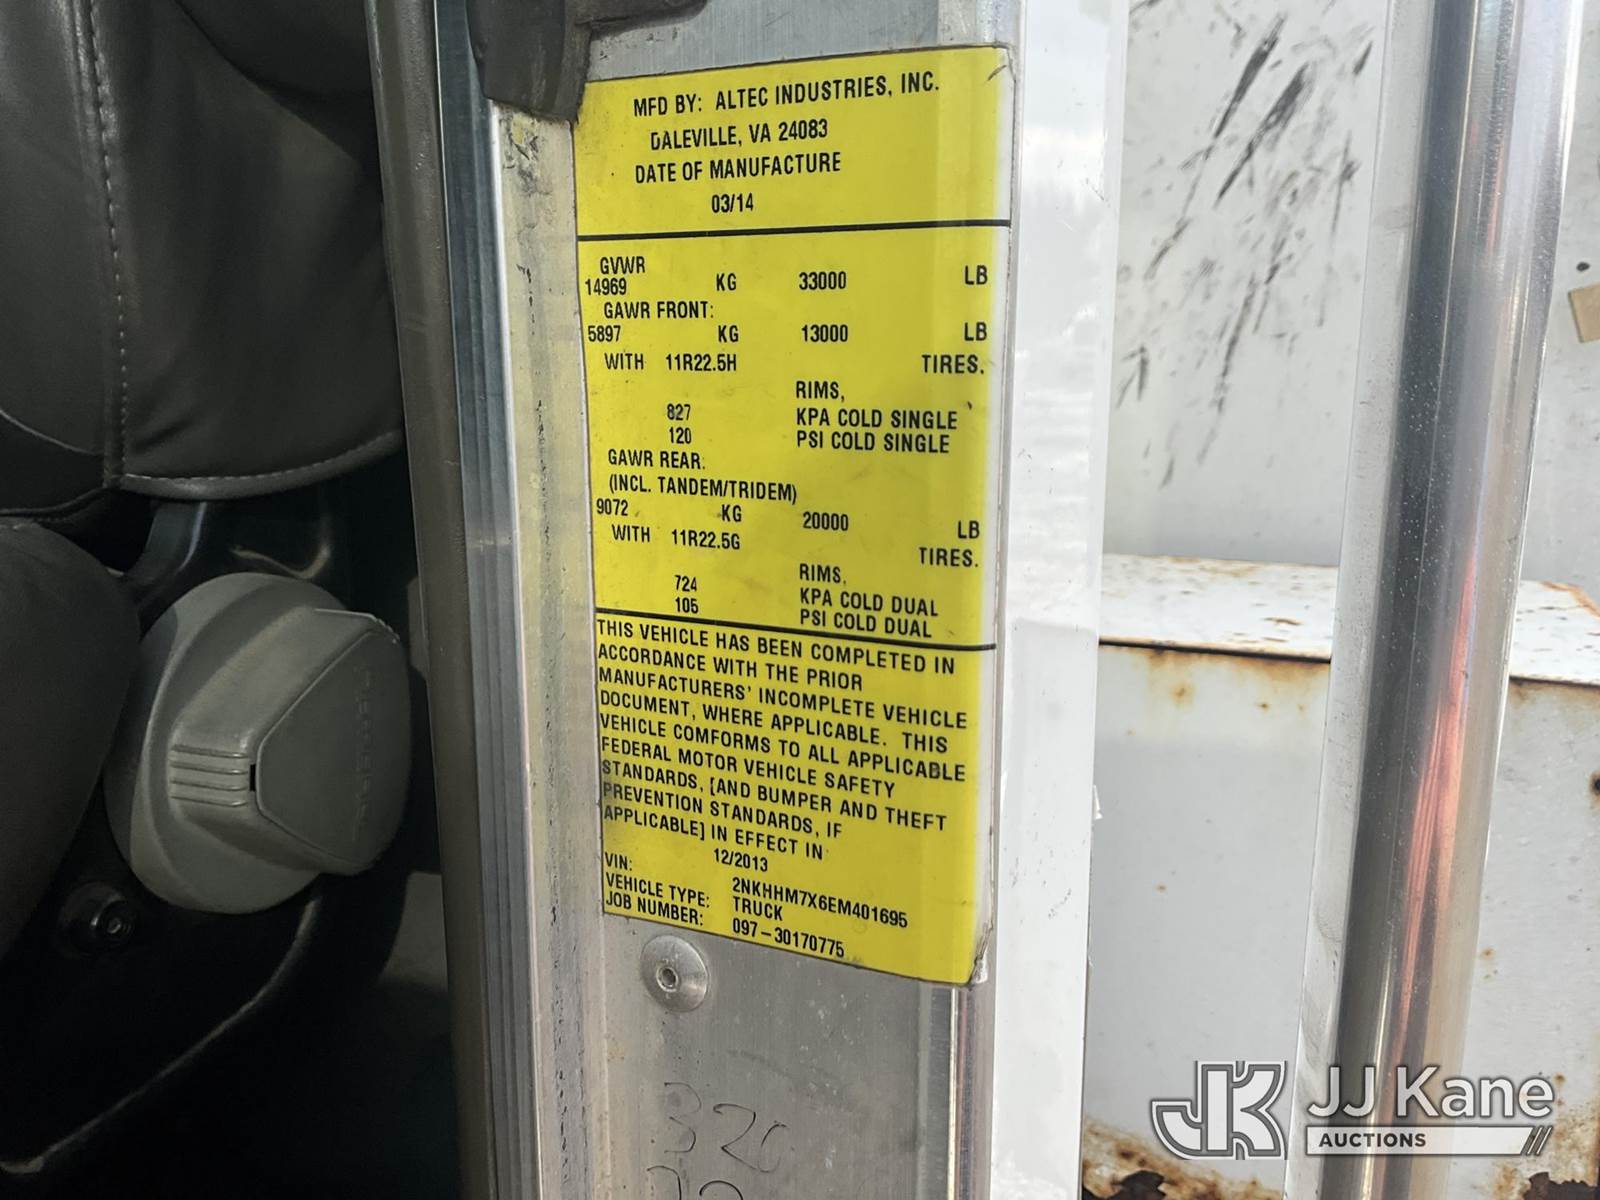 MFD BY: ALTEC INDUSTRIES, INC.
DALEVILLE, VA 24083
DATE OF MANUFACTURE
03/14
GVWR
14969 KG 33000 LB
GAWR FRONT:
5897 KG 13000 LB
WITH 11R22.5H TIRES.
RIMS,
827 KPA COLD SINGLE
120 PSI COLD SINGLE
GAWR REAR:
(INCL. TANDEM/TRIDEM)
9072 KG 20000 LB
WITH 11R22.5G TIRES.
RIMS,
724 KPA COLD DUAL
105 PSI COLD DUAL
THIS VEHICLE HAS BEEN COMPLETED IN
ACCORDANCE WITH THE PRIOR
MANUFACTURERS' INCOMPLETE VEHICLE
DOCUMENT, WHERE APPLICABLE. THIS
VEHICLE COMFORMS TO ALL APPLICABLE
FEDERAL MOTOR VEHICLE SAFETY
STANDARDS, [AND BUMPER AND THEFT
PREVENTION STANDARDS, IF
APPLICABLE] IN EFFECT IN
12/2013
VIN: 2NKHHM7X6EM401695
VEHICLE TYPE: TRUCK
JOB NUMBER: 097-30170775
320
JK JJ Kane
AUCTIONS